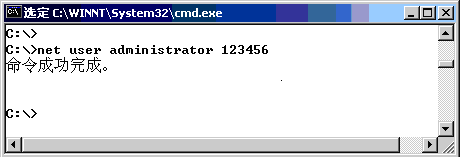 选定 C:\WINNT\System32\cmd.exe
C:\>
C:\>net user administrator 123456
命令成功完成。
C:\>